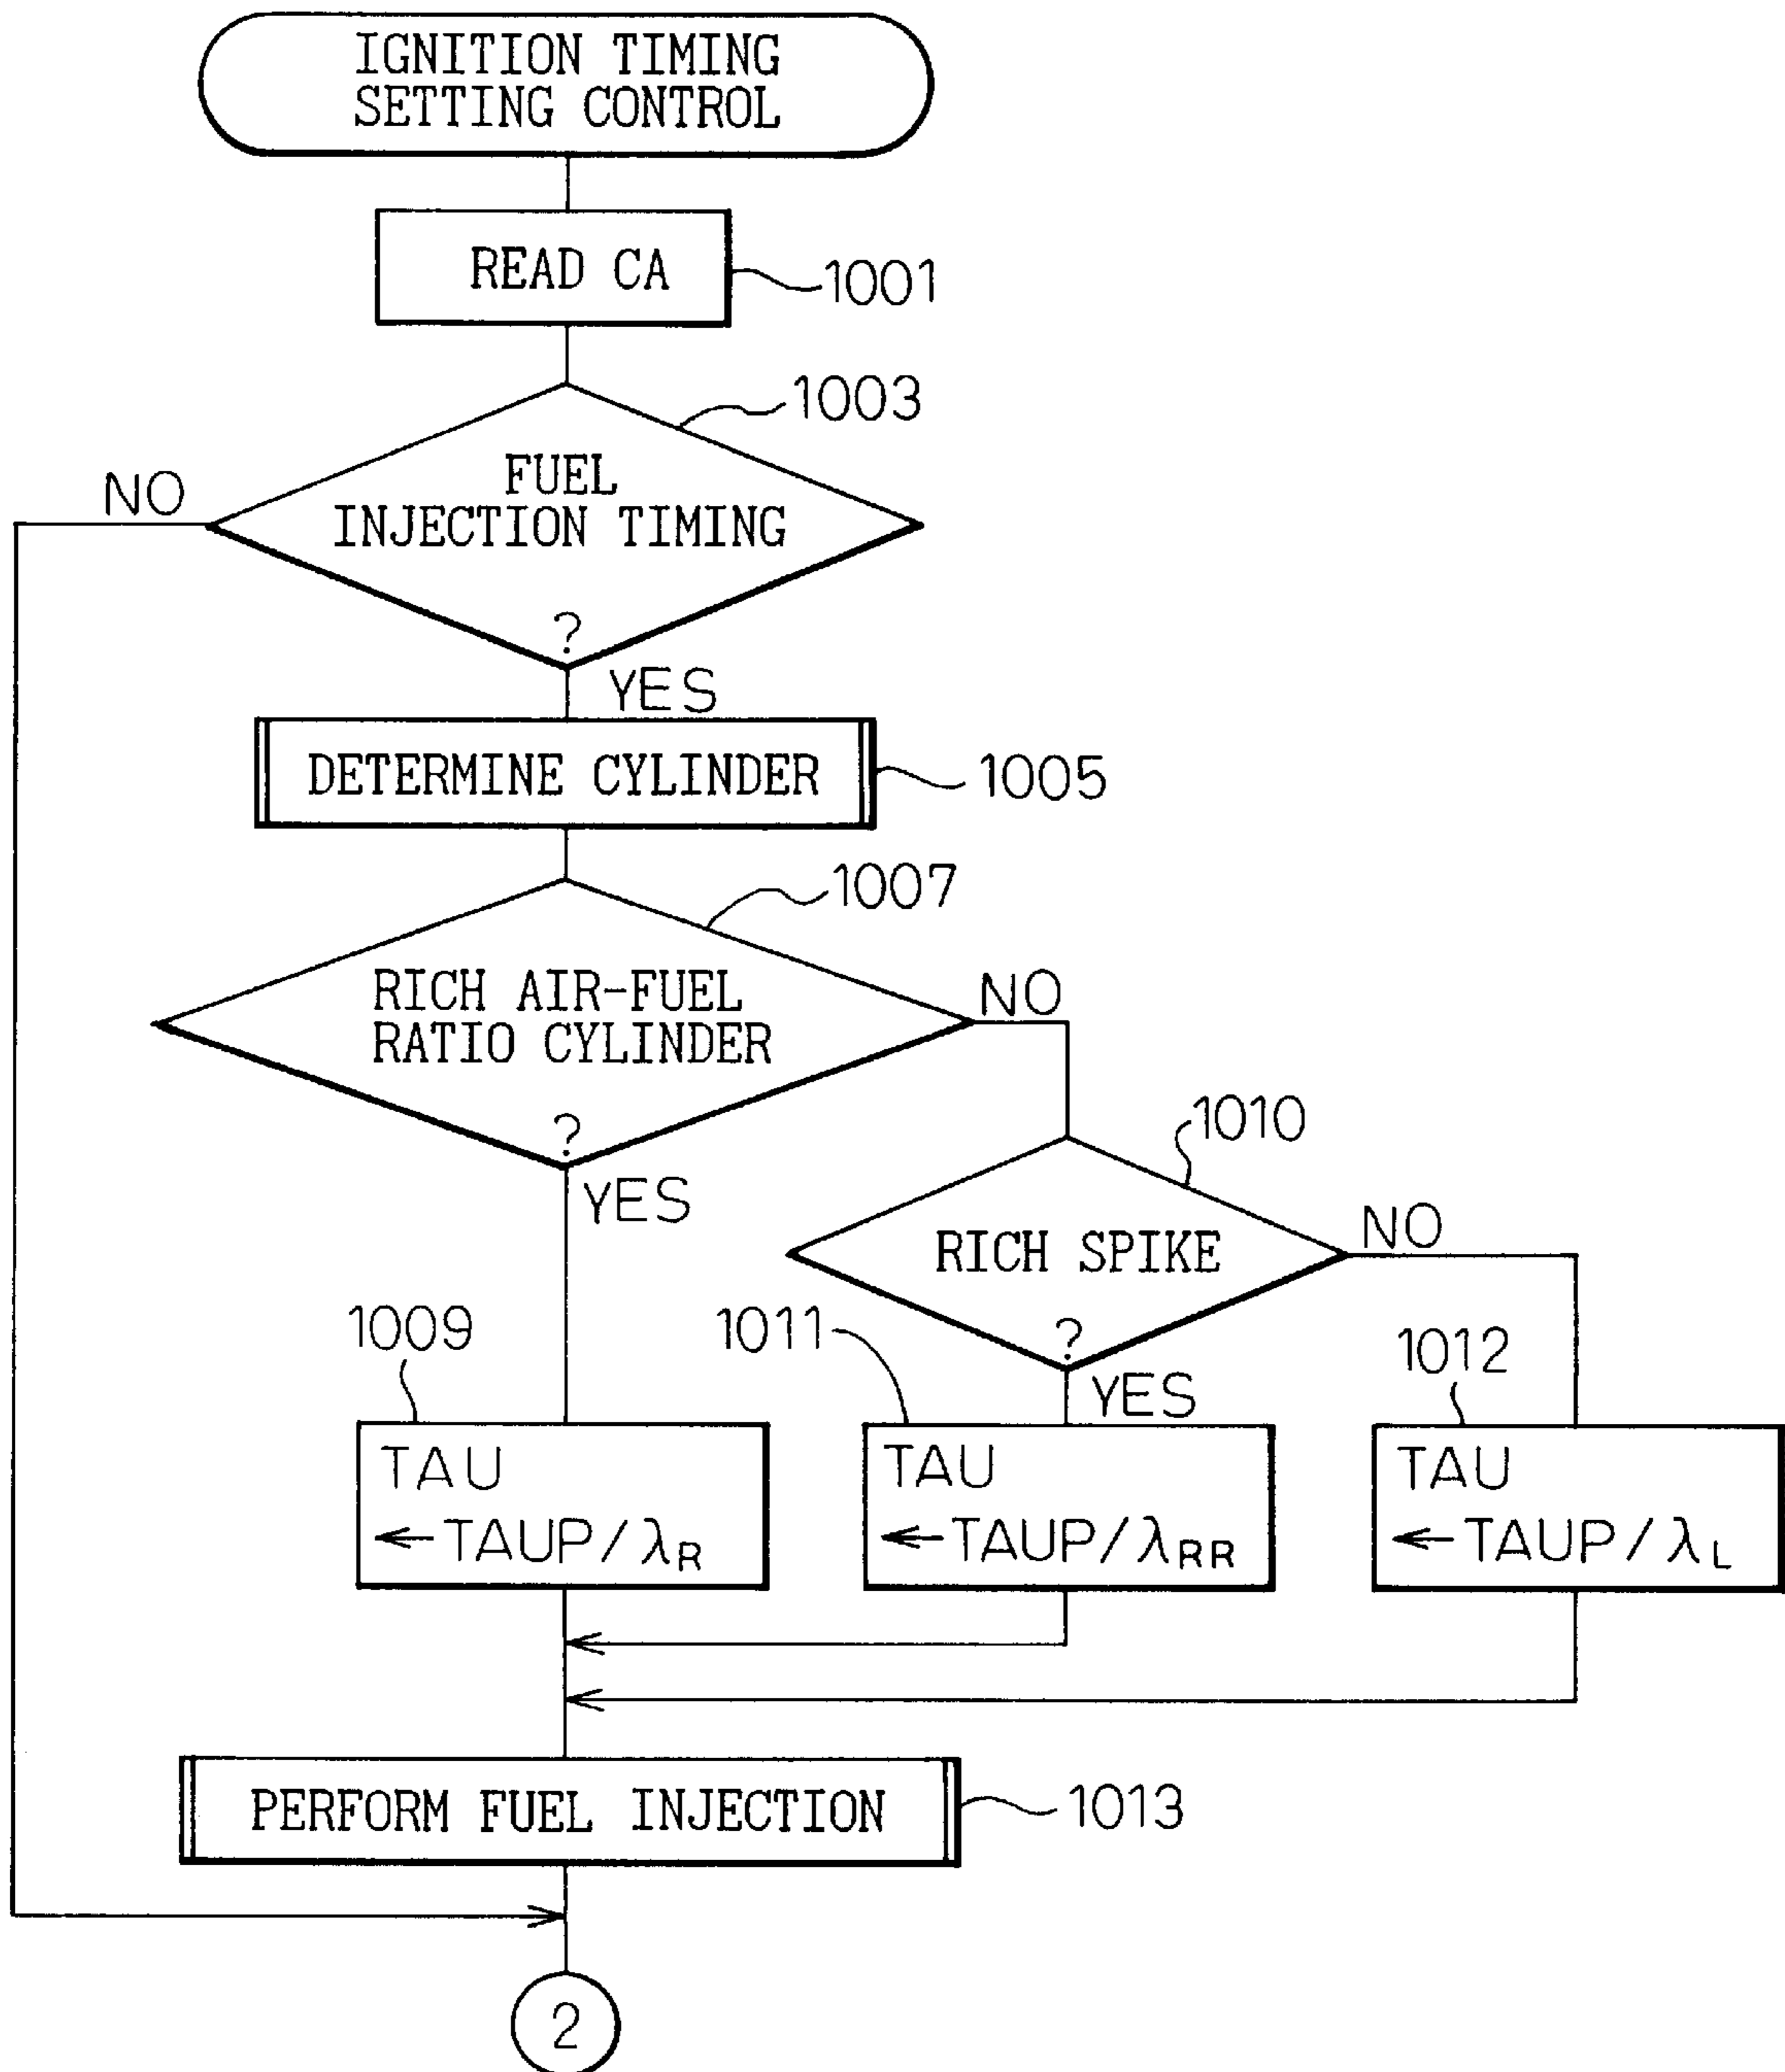 IGNITION TIMING
SETTING CONTROL
READ CA
1001
1003
FUEL
INJECTION TIMING
?
NO
YES
DETERMINE CYLINDER
1005
1007
RICH AIR-FUEL
RATIO CYLINDER
?
NO
YES
1010
RICH SPIKE
?
NO
YES
1009
TAU
←TAUP/λR
1011
TAU
←TAUP/λRR
1012
TAU
←TAUP/λL
PERFORM FUEL INJECTION
1013
2